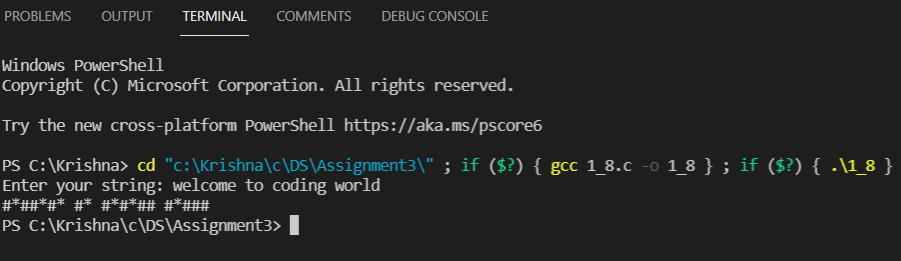 PROBLEMS OUTPUT TERMINAL COMMENTS DEBUG CONSOLE
Windows PowerShell
Copyright (C) Microsoft Corporation. All rights reserved.
Try the new cross-platform PowerShell https://aka.ms/pscore6
PS C:\Krishna> cd "c:\Krishna\c\DS\Assignment3\" ; if ($?) { gcc 1_8.c -o 1_8 } ; if ($?) { .\1_8 }
Enter your string: welcome to coding world
#*##*#* #* #*#*## #*###
PS C:\Krishna\c\DS\Assignment3>